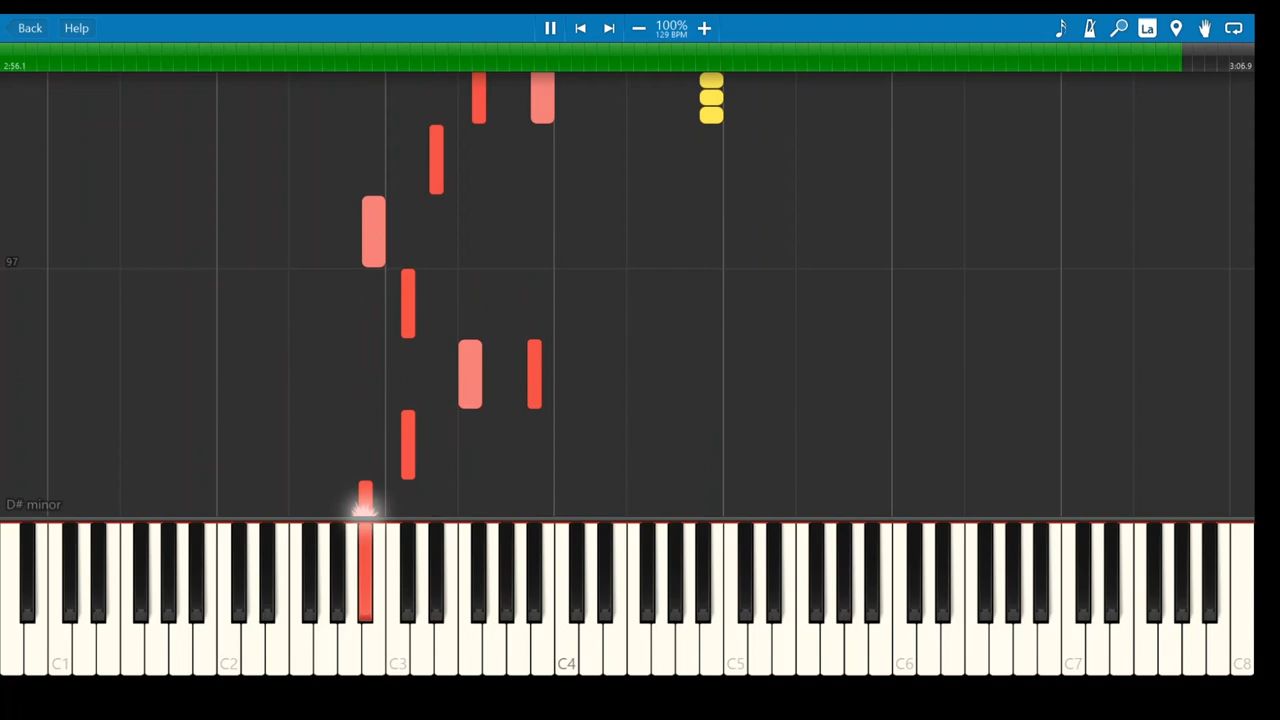 Back Help 100% La
129 BPM
2:56.1 3:06.9
97
D# minor
C1 C2 C3 C4 C5 C6 C7 C8